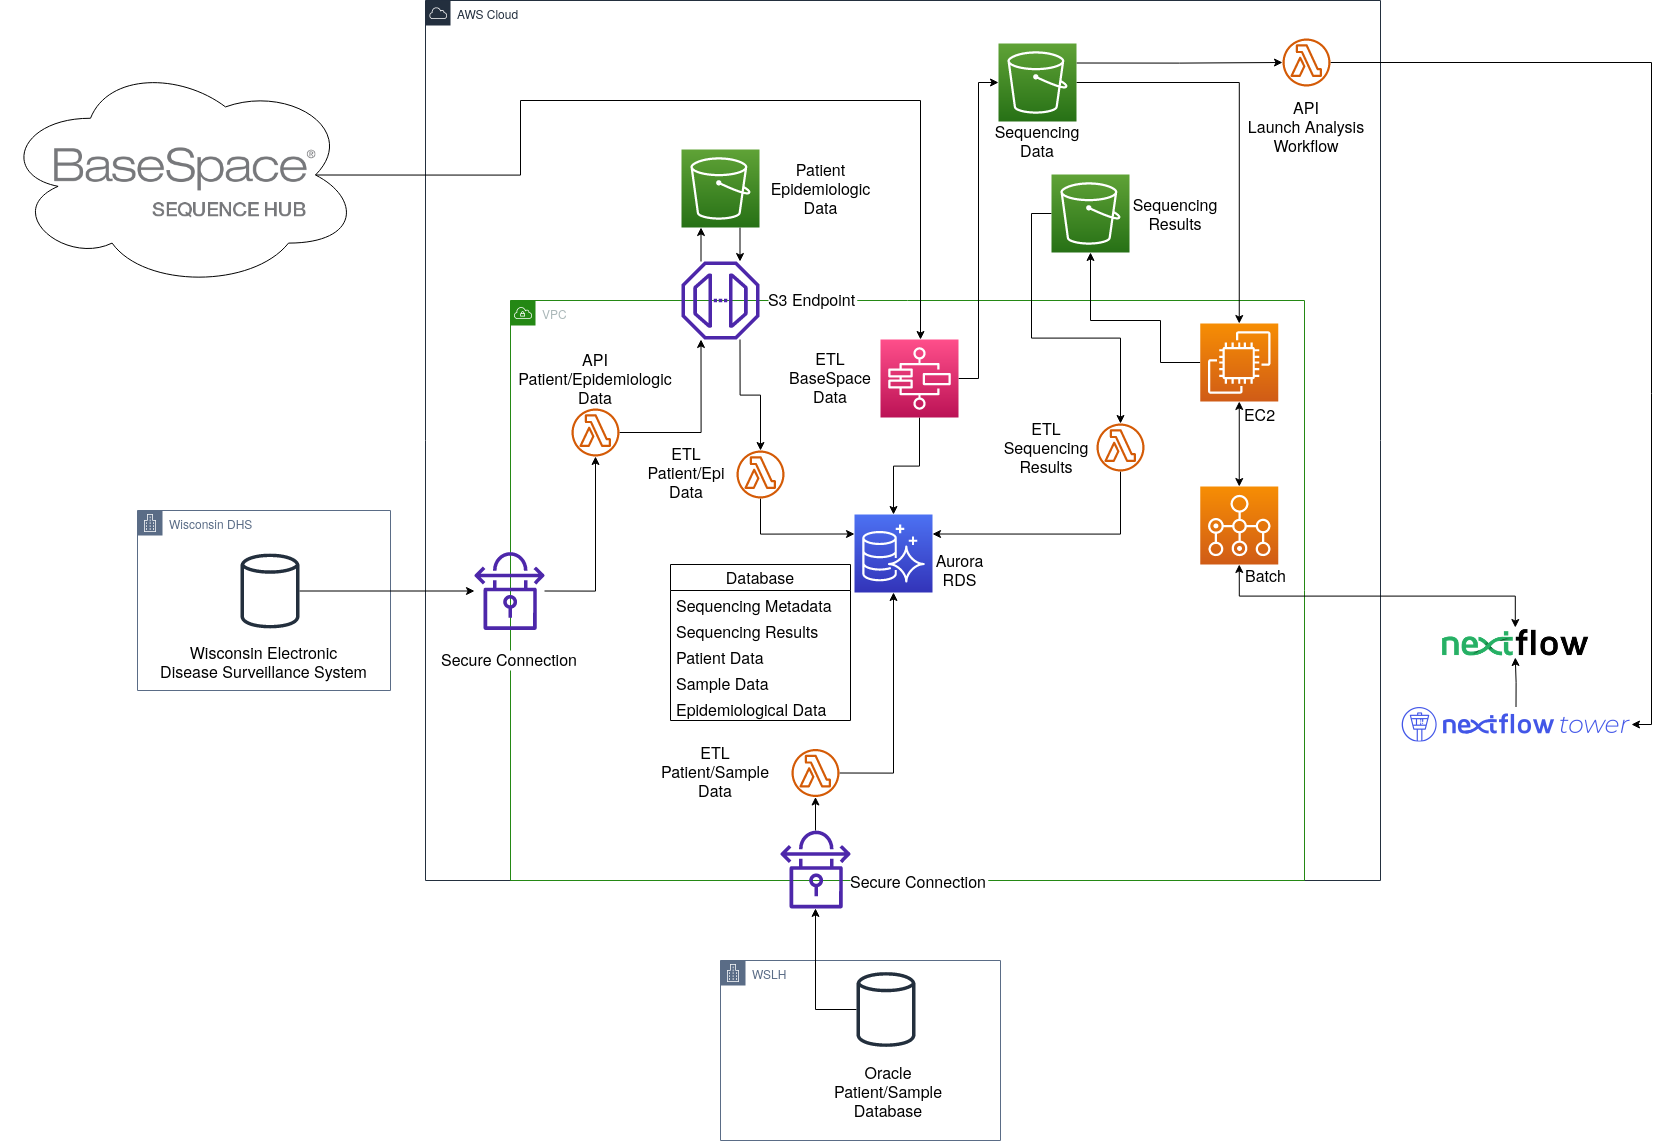 AWS Cloud
BaseSpace®
SEQUENCE HUB
Sequencing
Data
API
Launch Analysis
Workflow
Patient
Epidemiologic
Data
Sequencing
Results
S3 Endpoint
VPC
API
Patient/Epidemiologic
Data
ETL
BaseSpace
Data
EC2
ETL
Sequencing
Results
ETL
Patient/Epi
Data
Wisconsin DHS
Wisconsin Electronic
Disease Surveillance System
Secure Connection
Aurora
RDS
Batch
Database
Sequencing Metadata
Sequencing Results
Patient Data
Sample Data
Epidemiological Data
nextflow
nextflow tower
ETL
Patient/Sample
Data
Secure Connection
WSLH
Oracle
Patient/Sample
Database